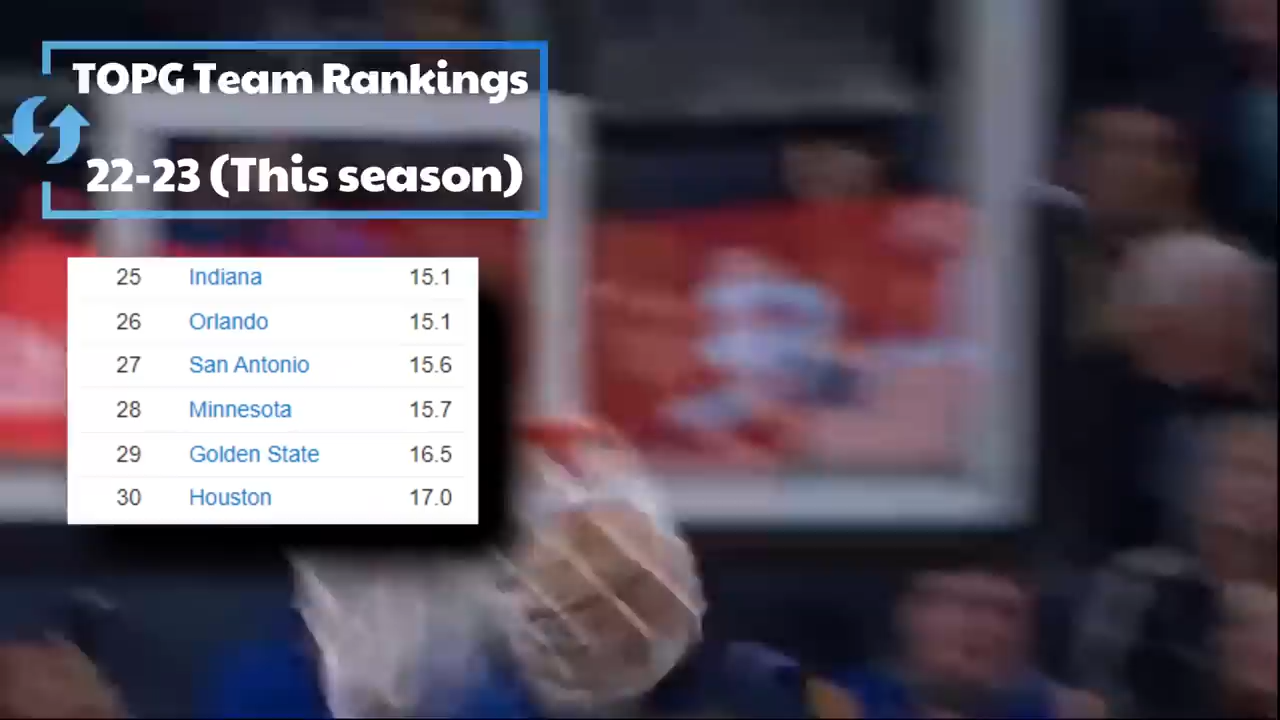 TOPG Team Rankings
22-23 (This season)
25 Indiana 15.1
26 Orlando 15.1
27 San Antonio 15.6
28 Minnesota 15.7
29 Golden State 16.5
30 Houston 17.0